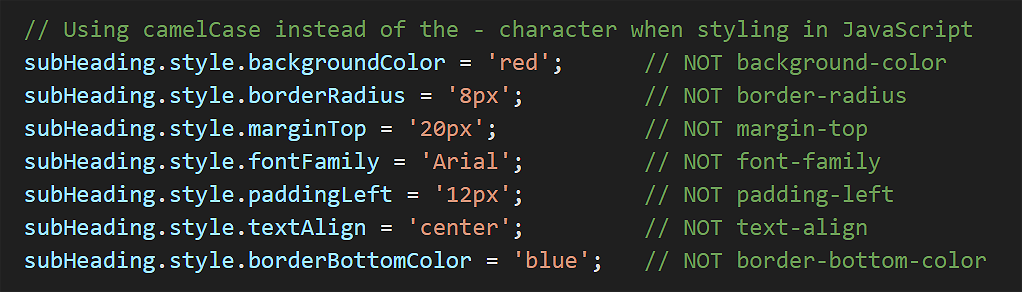 // Using camelCase instead of the - character when styling in JavaScript
subHeading.style.backgroundColor = 'red';      // NOT background-color
subHeading.style.borderRadius = '8px';         // NOT border-radius
subHeading.style.marginTop = '20px';           // NOT margin-top
subHeading.style.fontFamily = 'Arial';         // NOT font-family
subHeading.style.paddingLeft = '12px';         // NOT padding-left
subHeading.style.textAlign = 'center';         // NOT text-align
subHeading.style.borderBottomColor = 'blue';   // NOT border-bottom-color